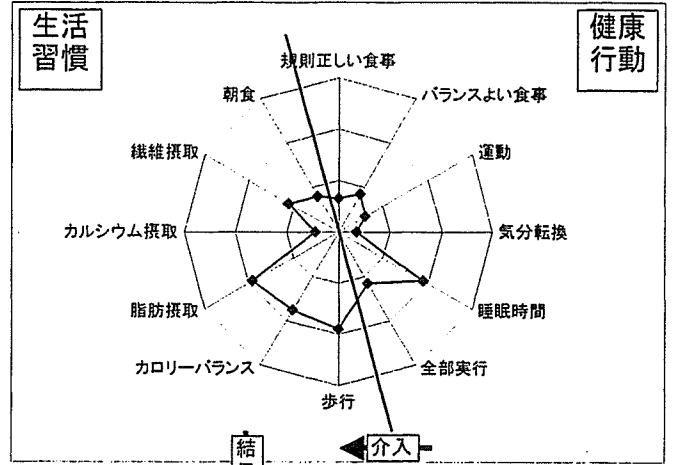 生活
習慣
健康
行動
規則正しい食事
朝食
バランスよい食事
繊維摂取
運動
カルシウム摂取
気分転換
脂肪摂取
睡眠時間
カロリーバランス
全部実行
歩行
介入
結